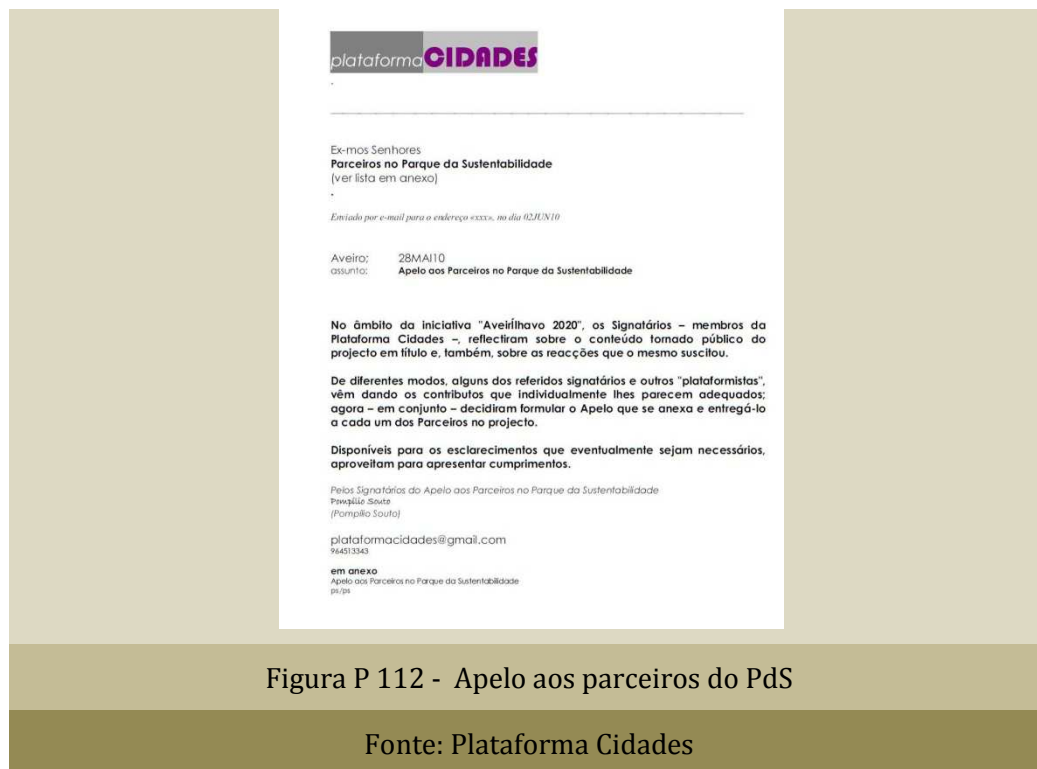 plataformaCIDADES
.
Ex-mos Senhores
Parceiros no Parque da Sustentabilidade
(ver lista em anexo)
.
Enviado por e-mail para o endereço «xxx», no dia 02JUN10
Aveiro; 28MAI10
assunto: Apelo aos Parceiros no Parque da Sustentabilidade
No âmbito da iniciativa "AveirÍlhavo 2020", os Signatários – membros da
Plataforma Cidades –, reflectiram sobre o conteúdo tornado público do
projecto em título e, também, sobre as reacções que o mesmo suscitou.
De diferentes modos, alguns dos referidos signatários e outros "plataformistas",
vêm dando os contributos que individualmente lhes parecem adequados;
agora – em conjunto – decidiram formular o Apelo que se anexa e entregá-lo
a cada um dos Parceiros no projecto.
Disponíveis para os esclarecimentos que eventualmente sejam necessários,
aproveitam para apresentar cumprimentos.
Pelos Signatários do Apelo aos Parceiros no Parque da Sustentabilidade
Pompílio Souto
(Pompílio Souto)
plataformacidades@gmail.com
964513343
em anexo
Apelo aos Parceiros no Parque da Sustentabilidade
ps/ps
Figura P 112 - Apelo aos parceiros do PdS
Fonte: Plataforma Cidades